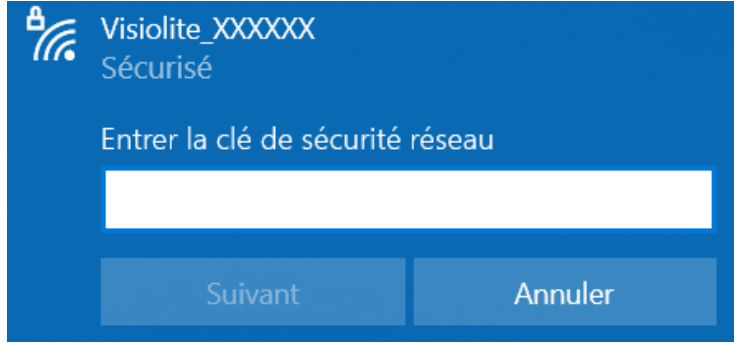 Visiolite_XXXXXX
Sécurisé
Entrer la clé de sécurité réseau
Suivant
Annuler